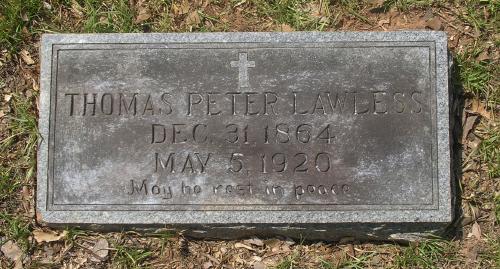 THOMAS PETER LAWLESS
DEC. 31 1864
MAY 5, 1920
May he rest in peace